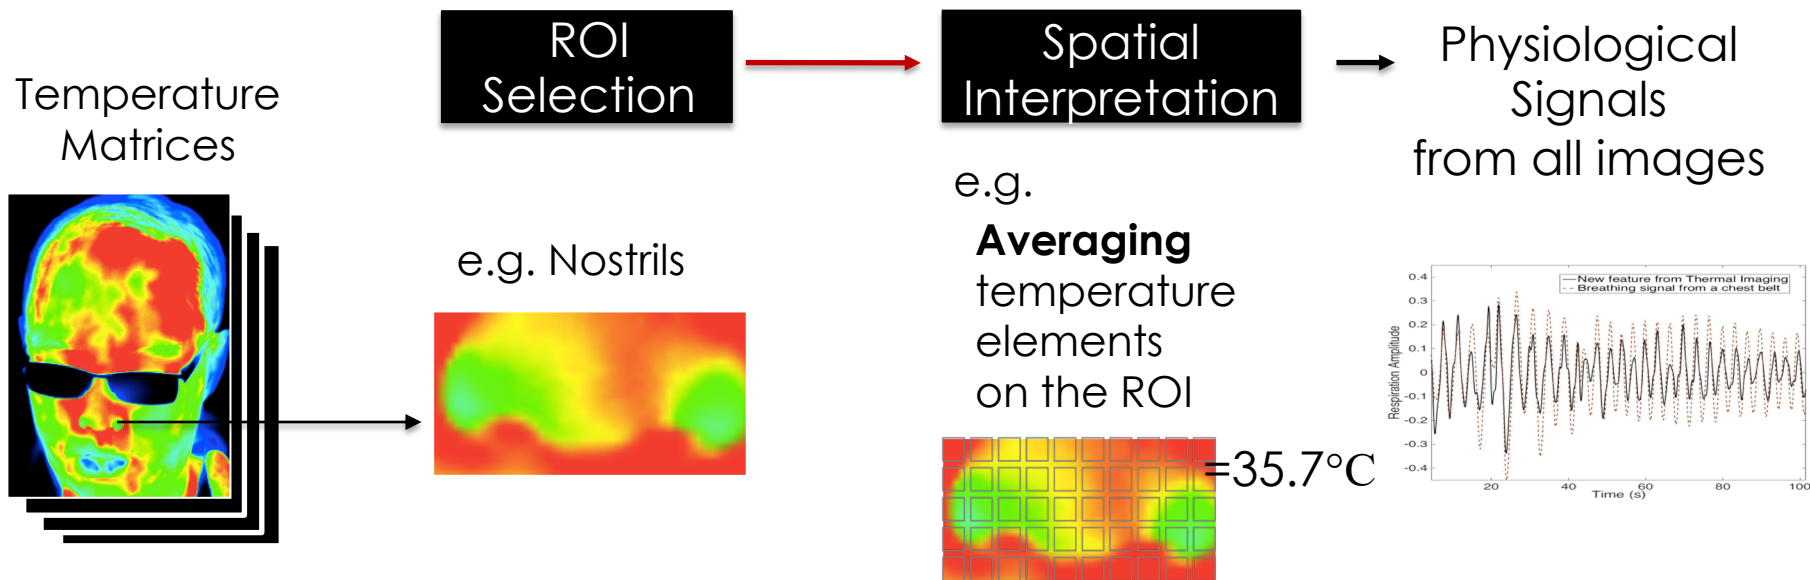 Temperature
Matrices
ROI
Selection
e.g. Nostrils
Spatial
Interpretation
e.g.
Averaging
temperature
elements
on the ROI
=35.7°C
Physiological
Signals
from all images
New feature from Thermal Imaging
Breathing signal from a chest belt
Respiration Amplitude
0.4
0.3
0.2
0.1
0
-0.1
-0.2
-0.3
-0.4
20
40
60
80
100
Time (s)